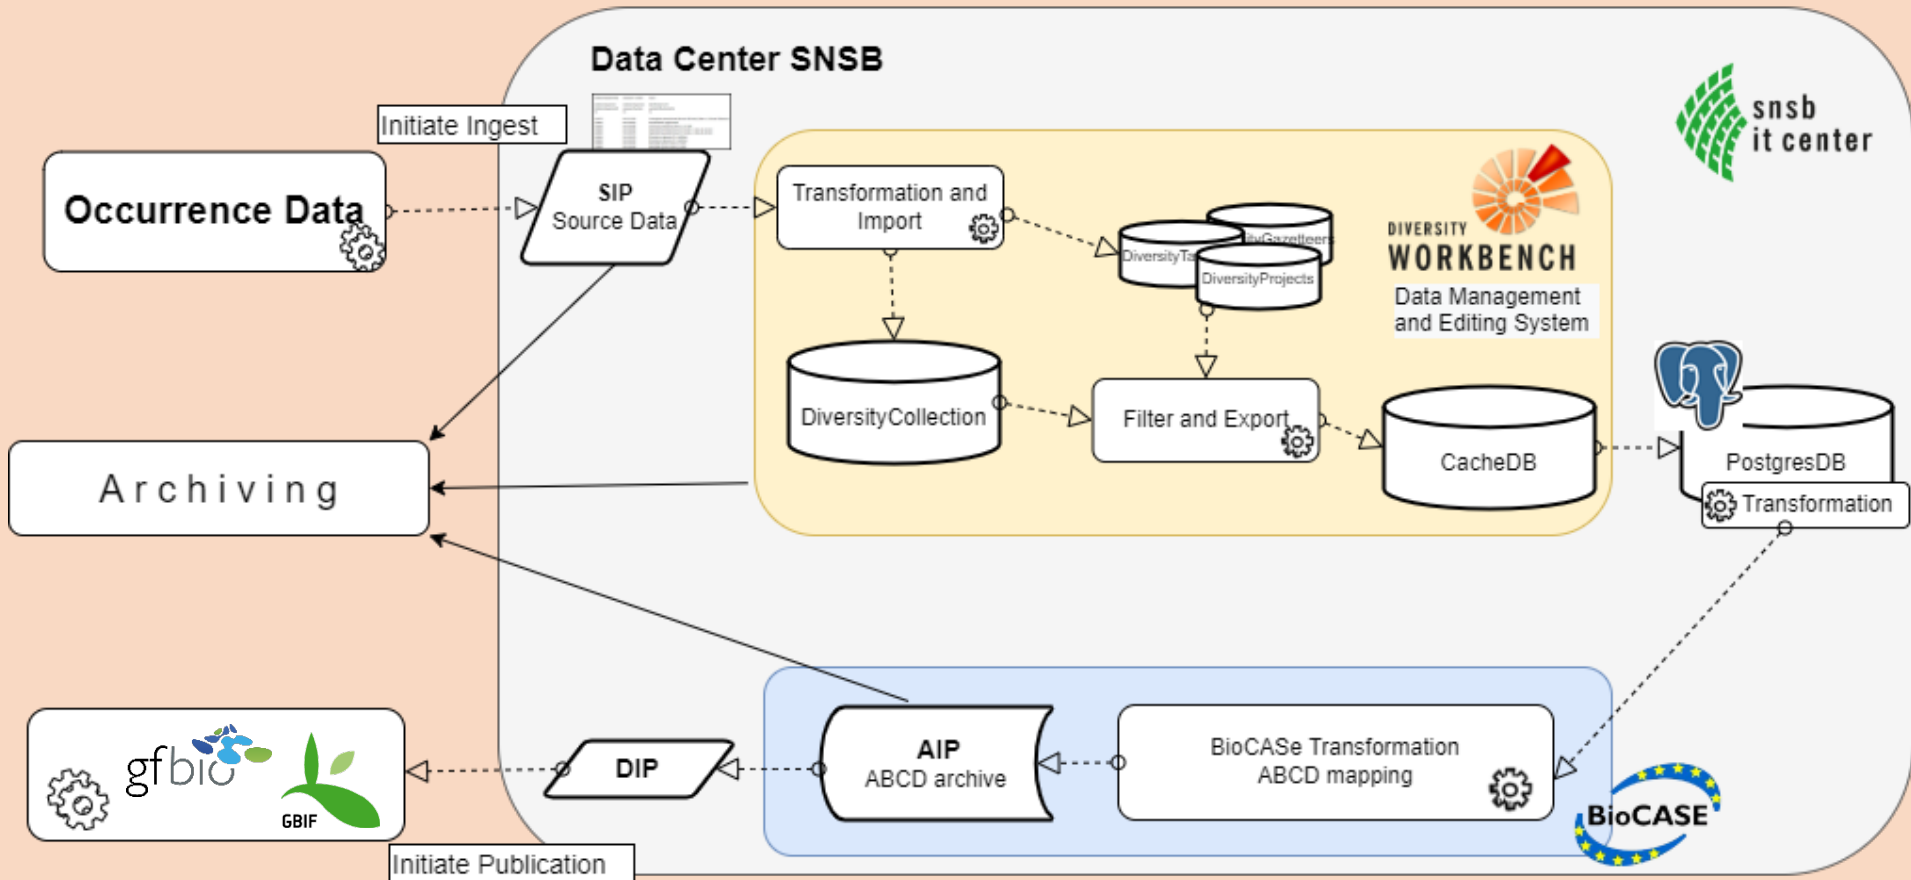 Data Center SNSB
snsb
it center
Initiate Ingest
Occurrence Data
SIP
Source Data
Transformation and
Import
DiversityProjects
DIVERSITY
WORKBENCH
Data Management
and Editing System
DiversityCollection
Filter and Export
CacheDB
PostgresDB
Transformation
Archiving
gfbio
GBIF
DIP
AIP
ABCD archive
BioCASe Transformation
ABCD mapping
BioCASE
Initiate Publication